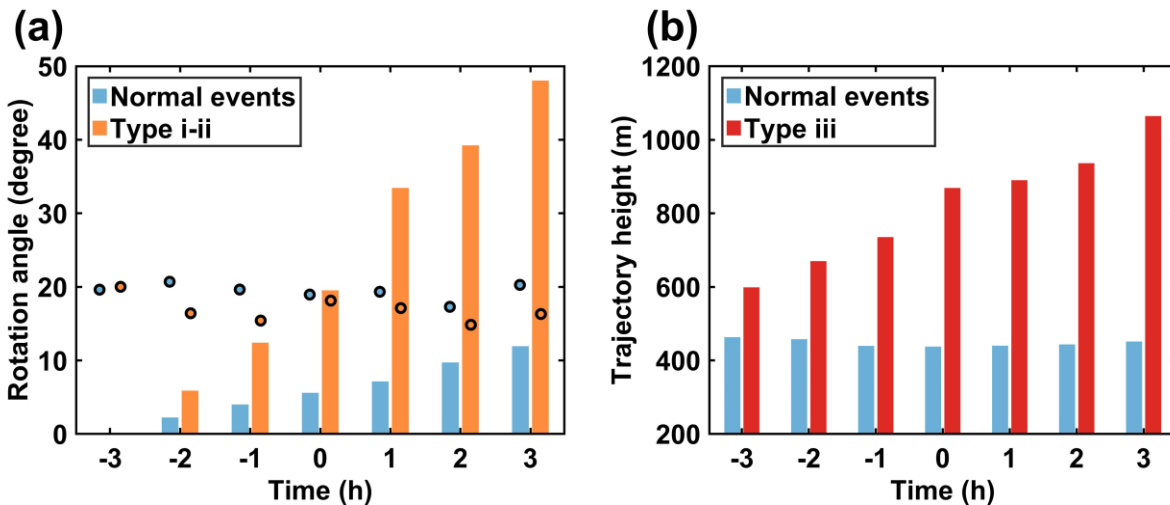 (a)
50
40
30
20
10
0
Rotation angle (degree)
Normal events
Type i-ii
-3 -2 -1 0 1 2 3
Time (h)
(b)
1200
1000
800
600
400
200
Trajectory height (m)
Normal events
Type iii
-3 -2 -1 0 1 2 3
Time (h)